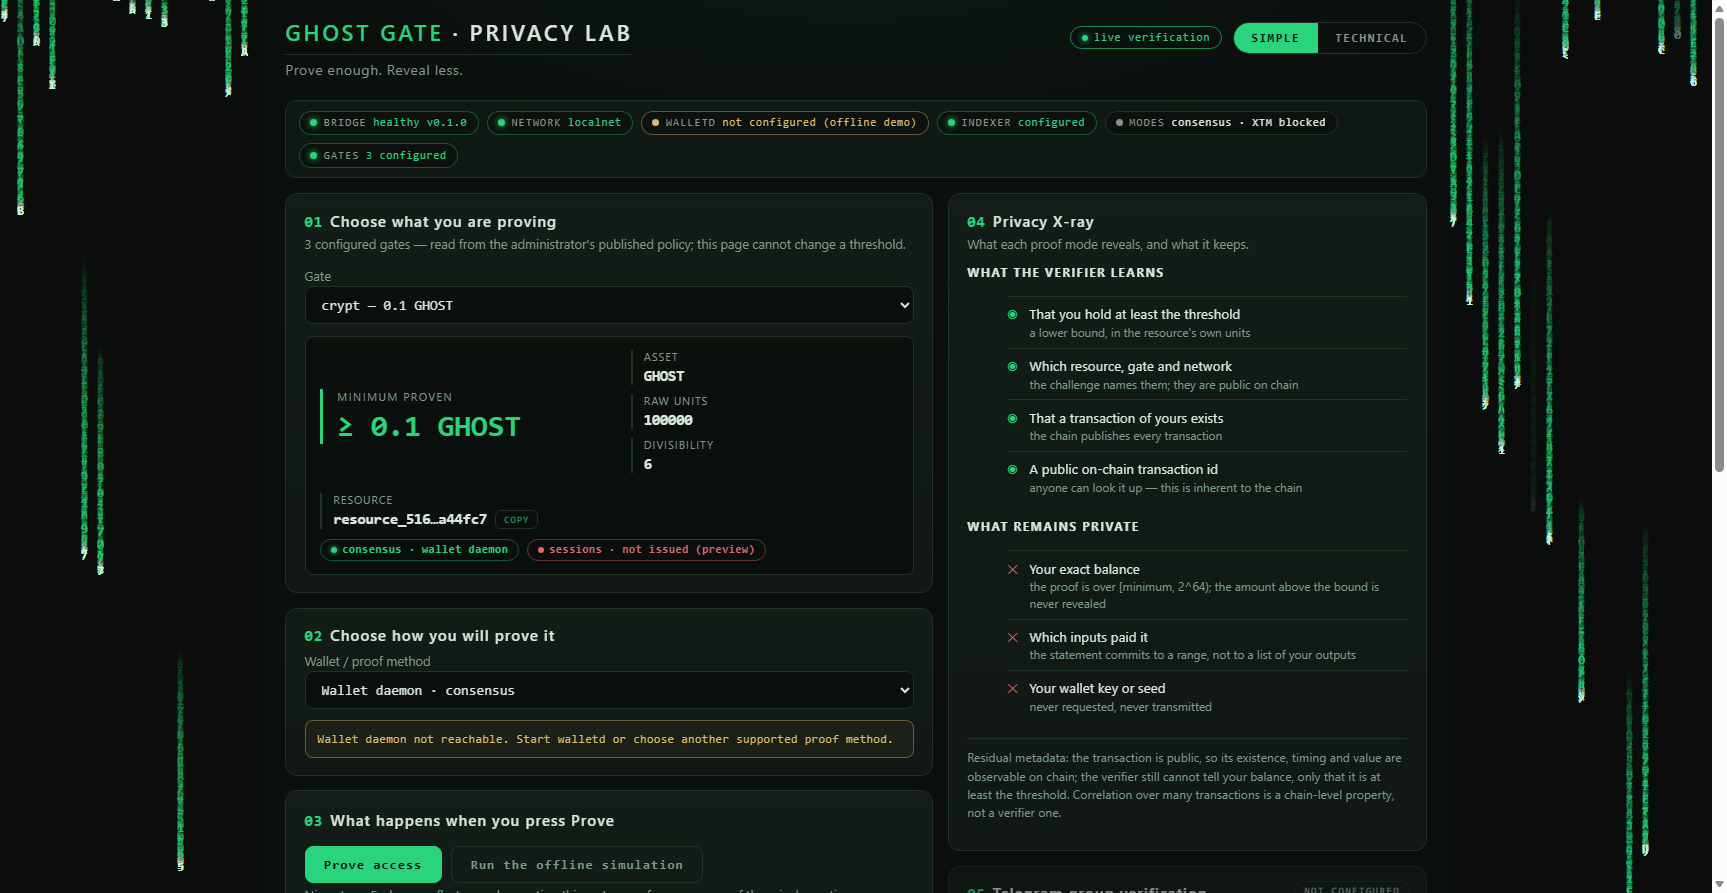 GHOST GATE · PRIVACY LAB
Prove enough. Reveal less.
live verification
SIMPLE
TECHNICAL
BRIDGE healthy v0.1.0
NETWORK localnet
WALLETD not configured (offline demo)
INDEXER configured
MODES consensus · XTM blocked
GATES 3 configured
01 Choose what you are proving
3 configured gates — read from the administrator's published policy; this page cannot change a threshold.
Gate
crypt — 0.1 GHOST
MINIMUM PROVEN
≥ 0.1 GHOST
ASSET
GHOST
RAW UNITS
100000
DIVISIBILITY
6
RESOURCE
resource_516…a44fc7
COPY
consensus · wallet daemon
sessions · not issued (preview)
02 Choose how you will prove it
Wallet / proof method
Wallet daemon · consensus
Wallet daemon not reachable. Start walletd or choose another supported proof method.
03 What happens when you press Prove
Prove access
Run the offline simulation
04 Privacy X-ray
What each proof mode reveals, and what it keeps.
WHAT THE VERIFIER LEARNS
That you hold at least the threshold
a lower bound, in the resource's own units
Which resource, gate and network
the challenge names them; they are public on chain
That a transaction of yours exists
the chain publishes every transaction
A public on-chain transaction id
anyone can look it up — this is inherent to the chain
WHAT REMAINS PRIVATE
Your exact balance
the proof is over [minimum, 2^64); the amount above the bound is
never revealed
Which inputs paid it
the statement commits to a range, not to a list of your outputs
Your wallet key or seed
never requested, never transmitted
Residual metadata: the transaction is public, so its existence, timing and value are
observable on chain; the verifier still cannot tell your balance, only that it is at
least the threshold. Correlation over many transactions is a chain-level property,
not a verifier one.
05 Telegram group verification
NOT CONFIGURED